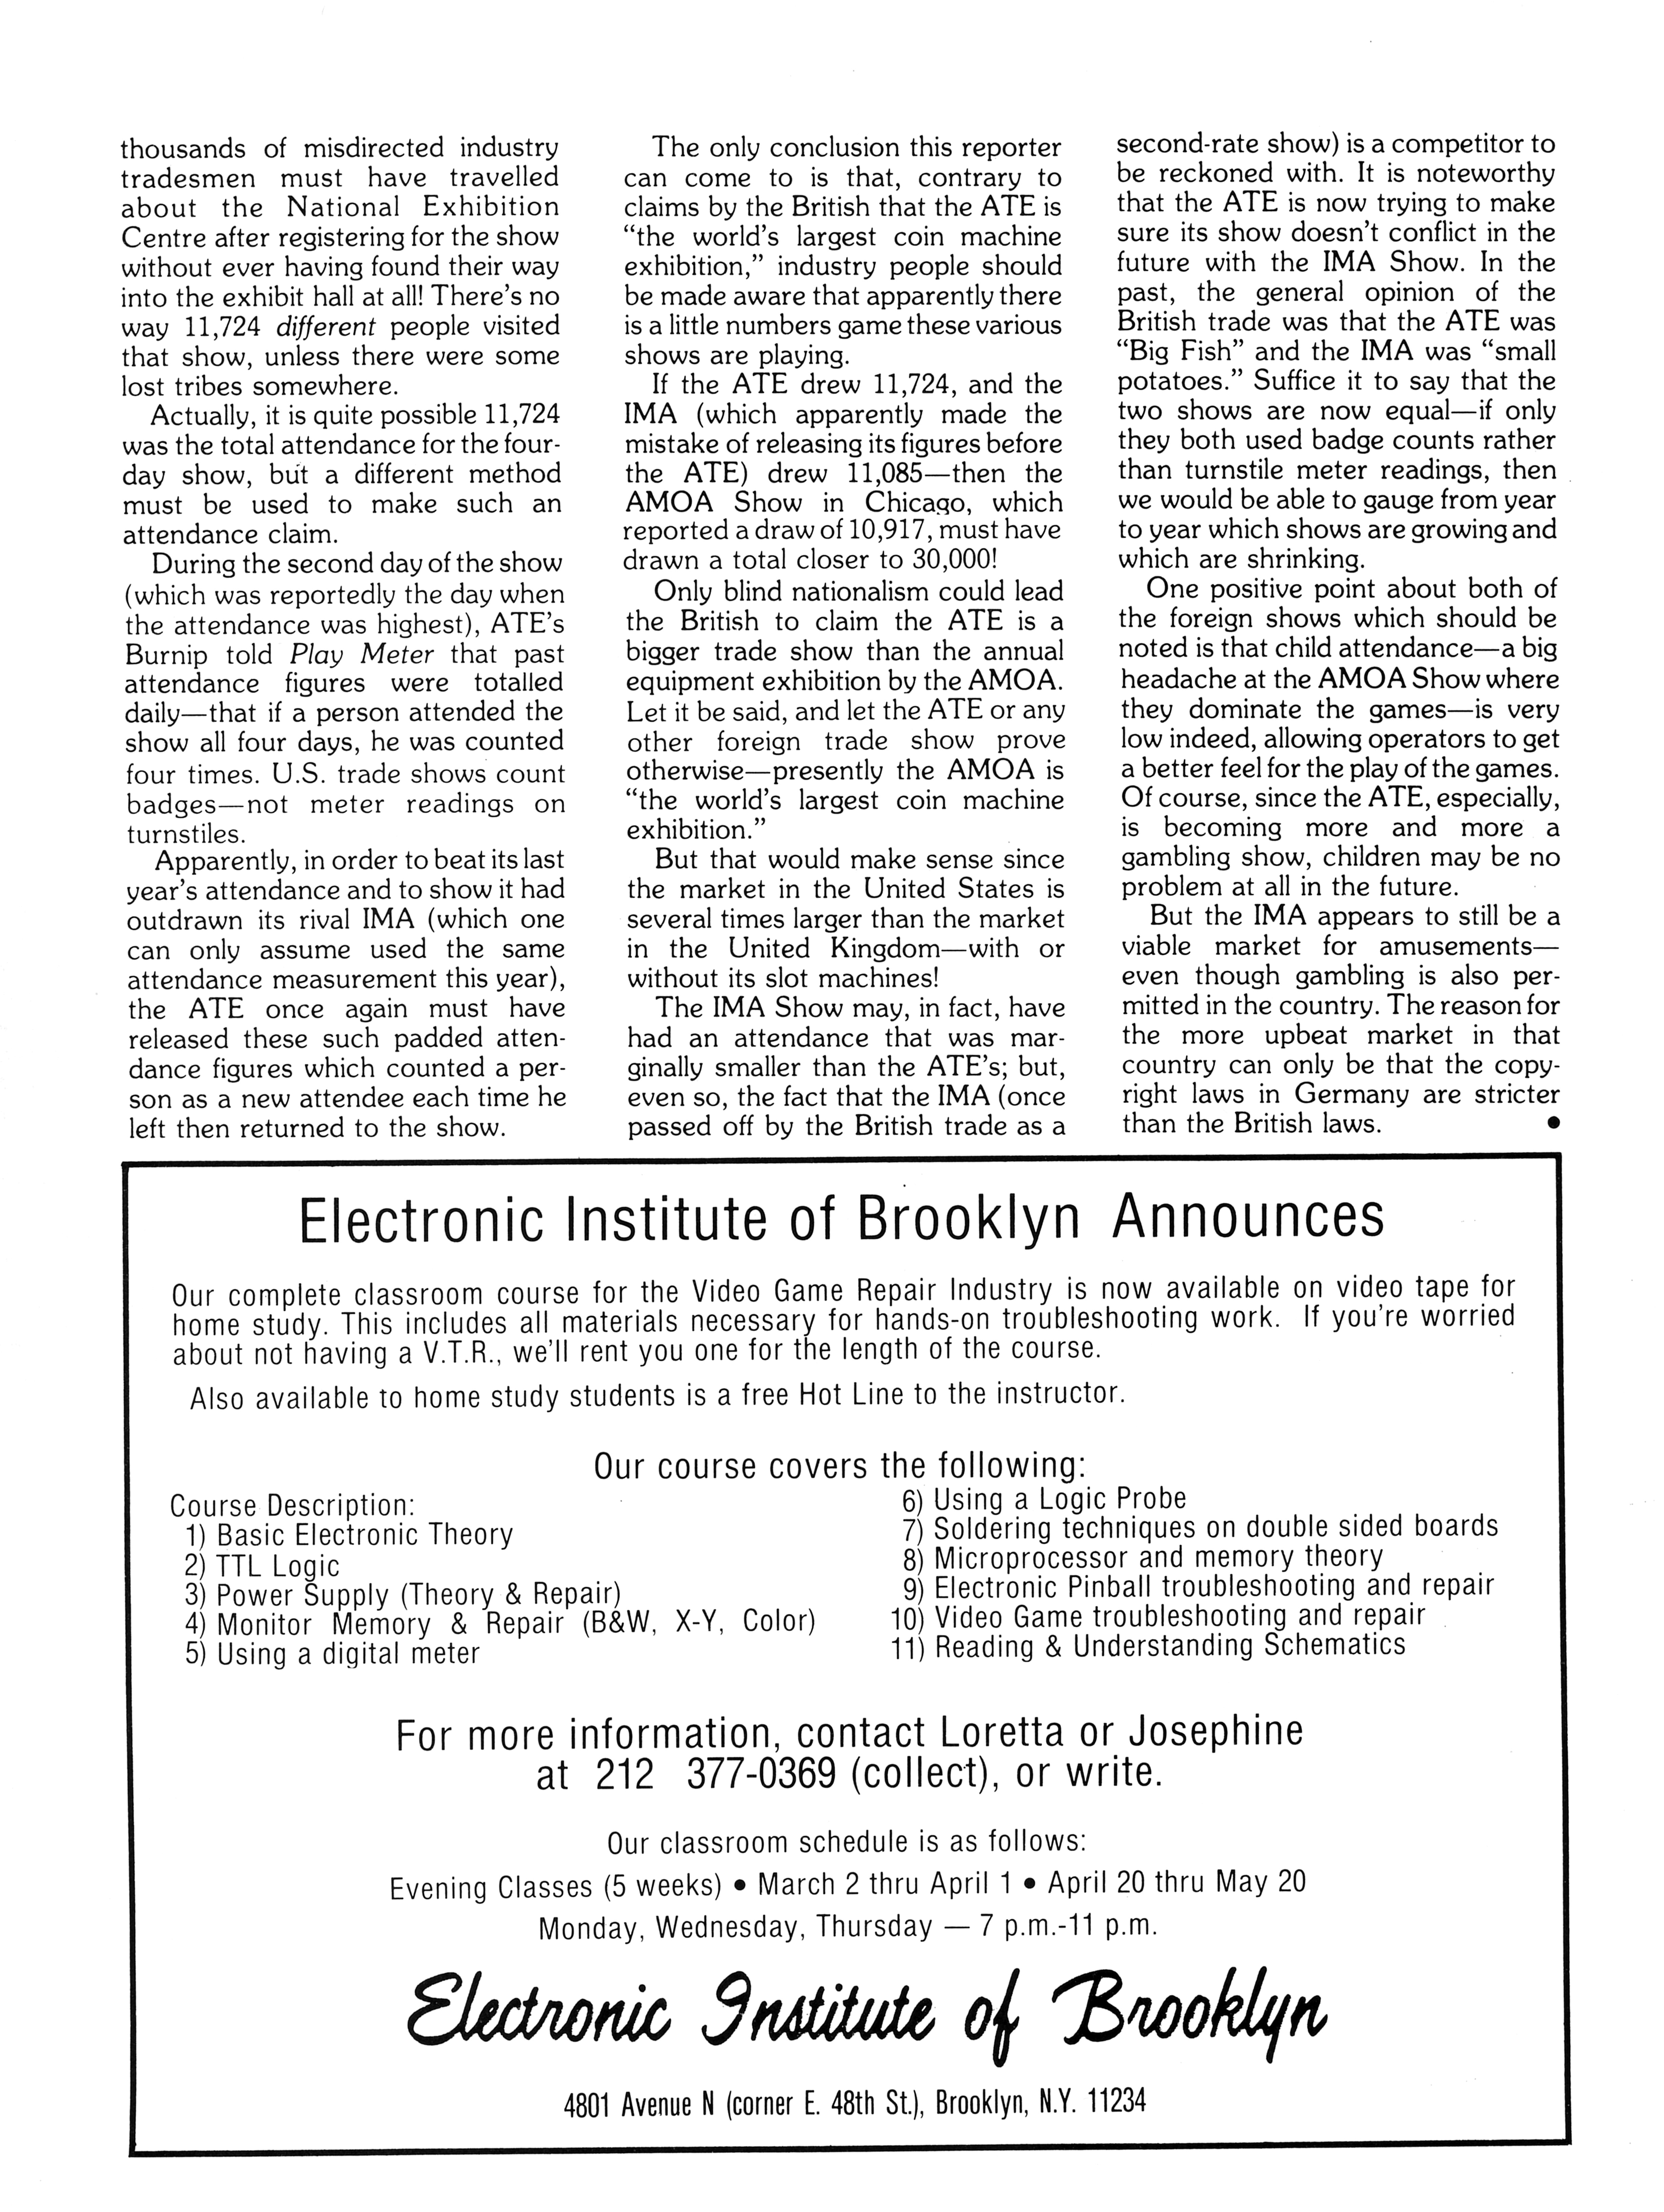 thousands of misdirected industry
tradesmen must have travelled
about the National Exhibition
Centre after registering for the show
without ever having found their way
into the exhibit hall at all! There's no
way 11,724 different people visited
that show, unless there were some
lost tribes somewhere.
Actually, it is quite possible 11,724
was the total attendance for the four-
day show, but a different method
must be used to make such an
attendance claim.
During the second day of the show
(which was reportedly the day when
the attendance was highest), ATE's
Burnip told Play Meter that past
attendance figures were totalled
daily—that if a person attended the
show all four days, he was counted
four times. U.S. trade shows count
badges—not meter readings on
turnstiles.
Apparently, in order to beat its last
year's attendance and to show it had
outdrawn its rival IMA (which one
can only assume used the same
attendance measurement this year),
the ATE once again must have
released these such padded atten-
dance figures which counted a per-
son as a new attendee each time he
left then returned to the show.
The only conclusion this reporter
can come to is that, contrary to
claims by the British that the ATE is
“the world's largest coin machine
exhibition,” industry people should
be made aware that apparently there
is a little numbers game these various
shows are playing.
If the ATE drew 11,724, and the
IMA (which apparently made the
mistake of releasing its figures before
the ATE) drew 11,085—then the
AMOA Show in Chicago, which
reported a draw of 10,917, must have
drawn a total closer to 30,000!
Only blind nationalism could lead
the British to claim the ATE is a
bigger trade show than the annual
equipment exhibition by the AMOA.
Let it be said, and let the ATE or any
other foreign trade show prove
otherwise—presently the AMOA is
“the world's largest coin machine
exhibition.”
But that would make sense since
the market in the United States is
several times larger than the market
in the United Kingdom—with or
without its slot machines!
The IMA Show may, in fact, have
had an attendance that was mar-
ginally smaller than the ATE's; but,
even so, the fact that the IMA (once
passed off by the British trade as a
second-rate show) is a competitor to
be reckoned with. It is noteworthy
that the ATE is now trying to make
sure its show doesn't conflict in the
future with the IMA Show. In the
past, the general opinion of the
British trade was that the ATE was
“Big Fish” and the IMA was “small
potatoes.” Suffice it to say that the
two shows are now equal—if only
they both used badge counts rather
than turnstile meter readings, then
we would be able to gauge from year
to year which shows are growing and
which are shrinking.
One positive point about both of
the foreign shows which should be
noted is that child attendance—a big
headache at the AMOA Show where
they dominate the games—is very
low indeed, allowing operators to get
a better feel for the play of the games.
Of course, since the ATE, especially,
is becoming more and more a
gambling show, children may be no
problem at all in the future.
But the IMA appears to still be a
viable market for amusements—
even though gambling is also per-
mitted in the country. The reason for
the more upbeat market in that
country can only be that the copy-
right laws in Germany are stricter
than the British laws. ●
Electronic Institute of Brooklyn Announces
Our complete classroom course for the Video Game Repair Industry is now available on video tape for
home study. This includes all materials necessary for hands-on troubleshooting work. If you're worried
about not having a V.T.R., we'll rent you one for the length of the course.
Also available to home study students is a free Hot Line to the instructor.
Our course covers the following:
Course Description:
1) Basic Electronic Theory
2) TTL Logic
3) Power Supply (Theory & Repair)
4) Monitor Memory & Repair (B&W, X-Y, Color)
5) Using a digital meter
6) Using a Logic Probe
7) Soldering techniques on double sided boards
8) Microprocessor and memory theory
9) Electronic Pinball troubleshooting and repair
10) Video Game troubleshooting and repair
11) Reading & Understanding Schematics
For more information, contact Loretta or Josephine
at 212 377-0369 (collect), or write.
Our classroom schedule is as follows:
Evening Classes (5 weeks) • March 2 thru April 1 • April 20 thru May 20
Monday, Wednesday, Thursday — 7 p.m.-11 p.m.
Electronic Institute of Brooklyn
4801 Avenue N (corner E. 48th St.), Brooklyn, N.Y. 11234